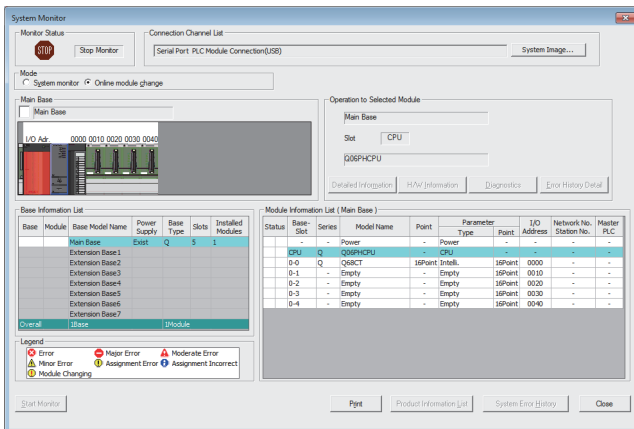 System Monitor
Monitor Status
STOP
Stop Monitor
Connection Channel List
Serial Port PLC Module Connection(USB)
System Image...
Mode
System monitor
Online module change
Main Base
Main Base
I/O Adr.
0000 0010 0020 0030 0040
Operation to Selected Module
Main Base
Slot
CPU
Q06PHCPU
Detailed Information
H/W Information
Diagnostics
Error History Detail
Base Information List
Base Module Base Model Name Power Supply Base Type Slots Installed Modules
Main Base Exist Q 5 1
Extension Base1
Extension Base2
Extension Base3
Extension Base4
Extension Base5
Extension Base6
Extension Base7
Overall 1Base 1Module
Module Information List ( Main Base )
Status Base-Slot Series Model Name Point Parameter Type Point I/O Address Network No. Station No. Master PLC
- - Power - Power - - - -
CPU Q Q06PHCPU - CPU - - - -
0-0 Q Q68CT 16Point Intelli. 16Point 0000 - -
0-1 - Empty - Empty 16Point 0010 - -
0-2 - Empty - Empty 16Point 0020 - -
0-3 - Empty - Empty 16Point 0030 - -
0-4 - Empty - Empty 16Point 0040 - -
Legend
Error
Major Error
Moderate Error
Minor Error
Assignment Error
Assignment Incorrect
Module Changing
Start Monitor
Print
Product Information List
System Error History
Close